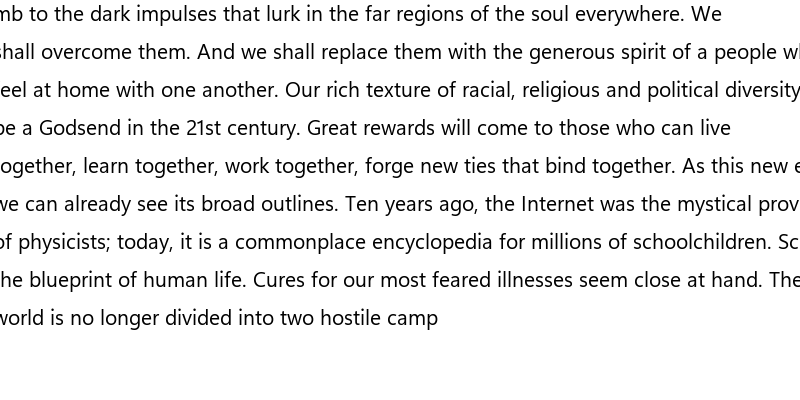 mb to the dark impulses that lurk in the far regions of the soul everywhere. We
shall overcome them. And we shall replace them with the generous spirit of a people
feel at home with one another. Our rich texture of racial, religious and political diversity
be a Godsend in the 21st century. Great rewards will come to those who can live
together, learn together, work together, forge new ties that bind together. As this new
we can already see its broad outlines. Ten years ago, the Internet was the mystical prov
of physicists; today, it is a commonplace encyclopedia for millions of schoolchildren. Sc
the blueprint of human life. Cures for our most feared illnesses seem close at hand. The
world is no longer divided into two hostile camp